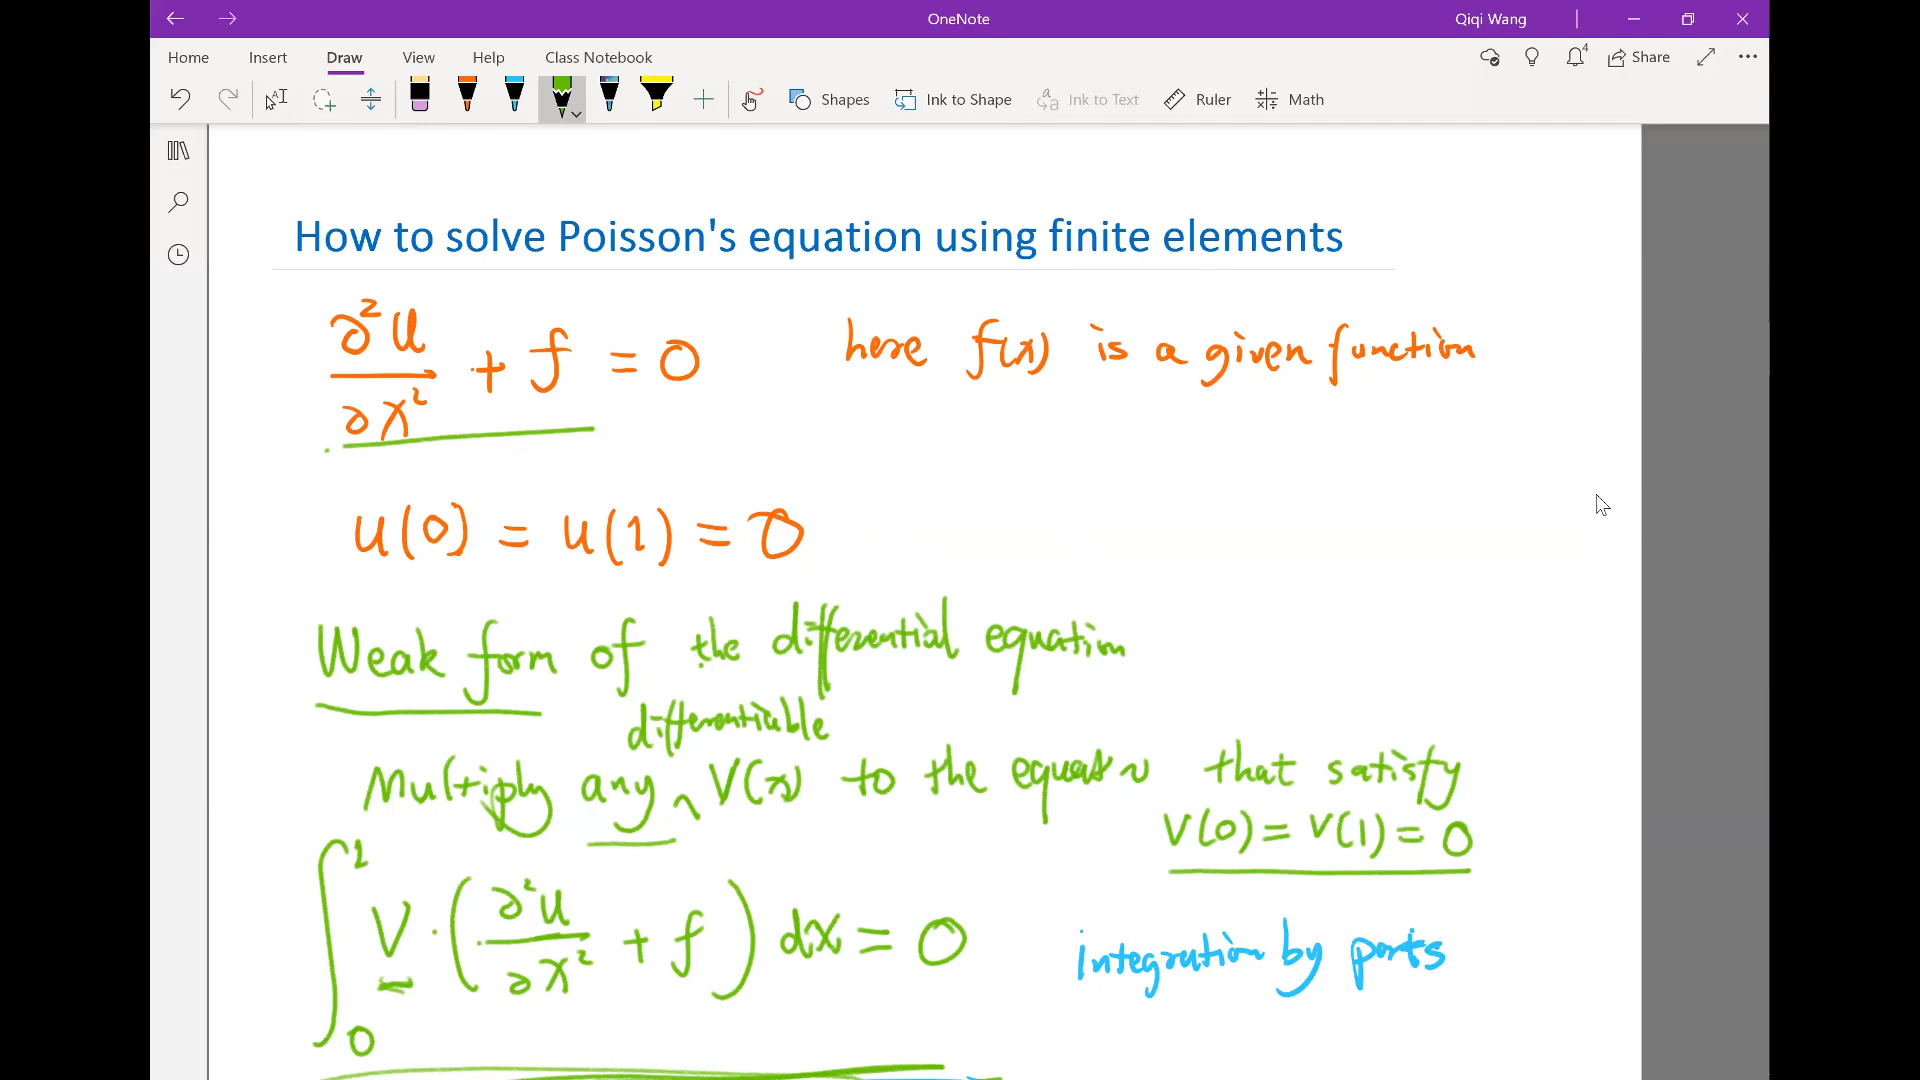 OneNote
Qiqi Wang
Home Insert Draw View Help Class Notebook
4 Share
Shapes Ink to Shape Ink to Text Ruler Math
How to solve Poisson's equation using finite elements
∂²u/∂x² + f = 0 here f(x) is a given function
u(0) = u(1) = 0
Weak form of the differential equation
differentiable
Multiply any ^ V(x) to the equation that satisfy
V(0) = V(1) = 0
∫₀¹ V · (∂²u/∂x² + f) dx = 0 integration by parts